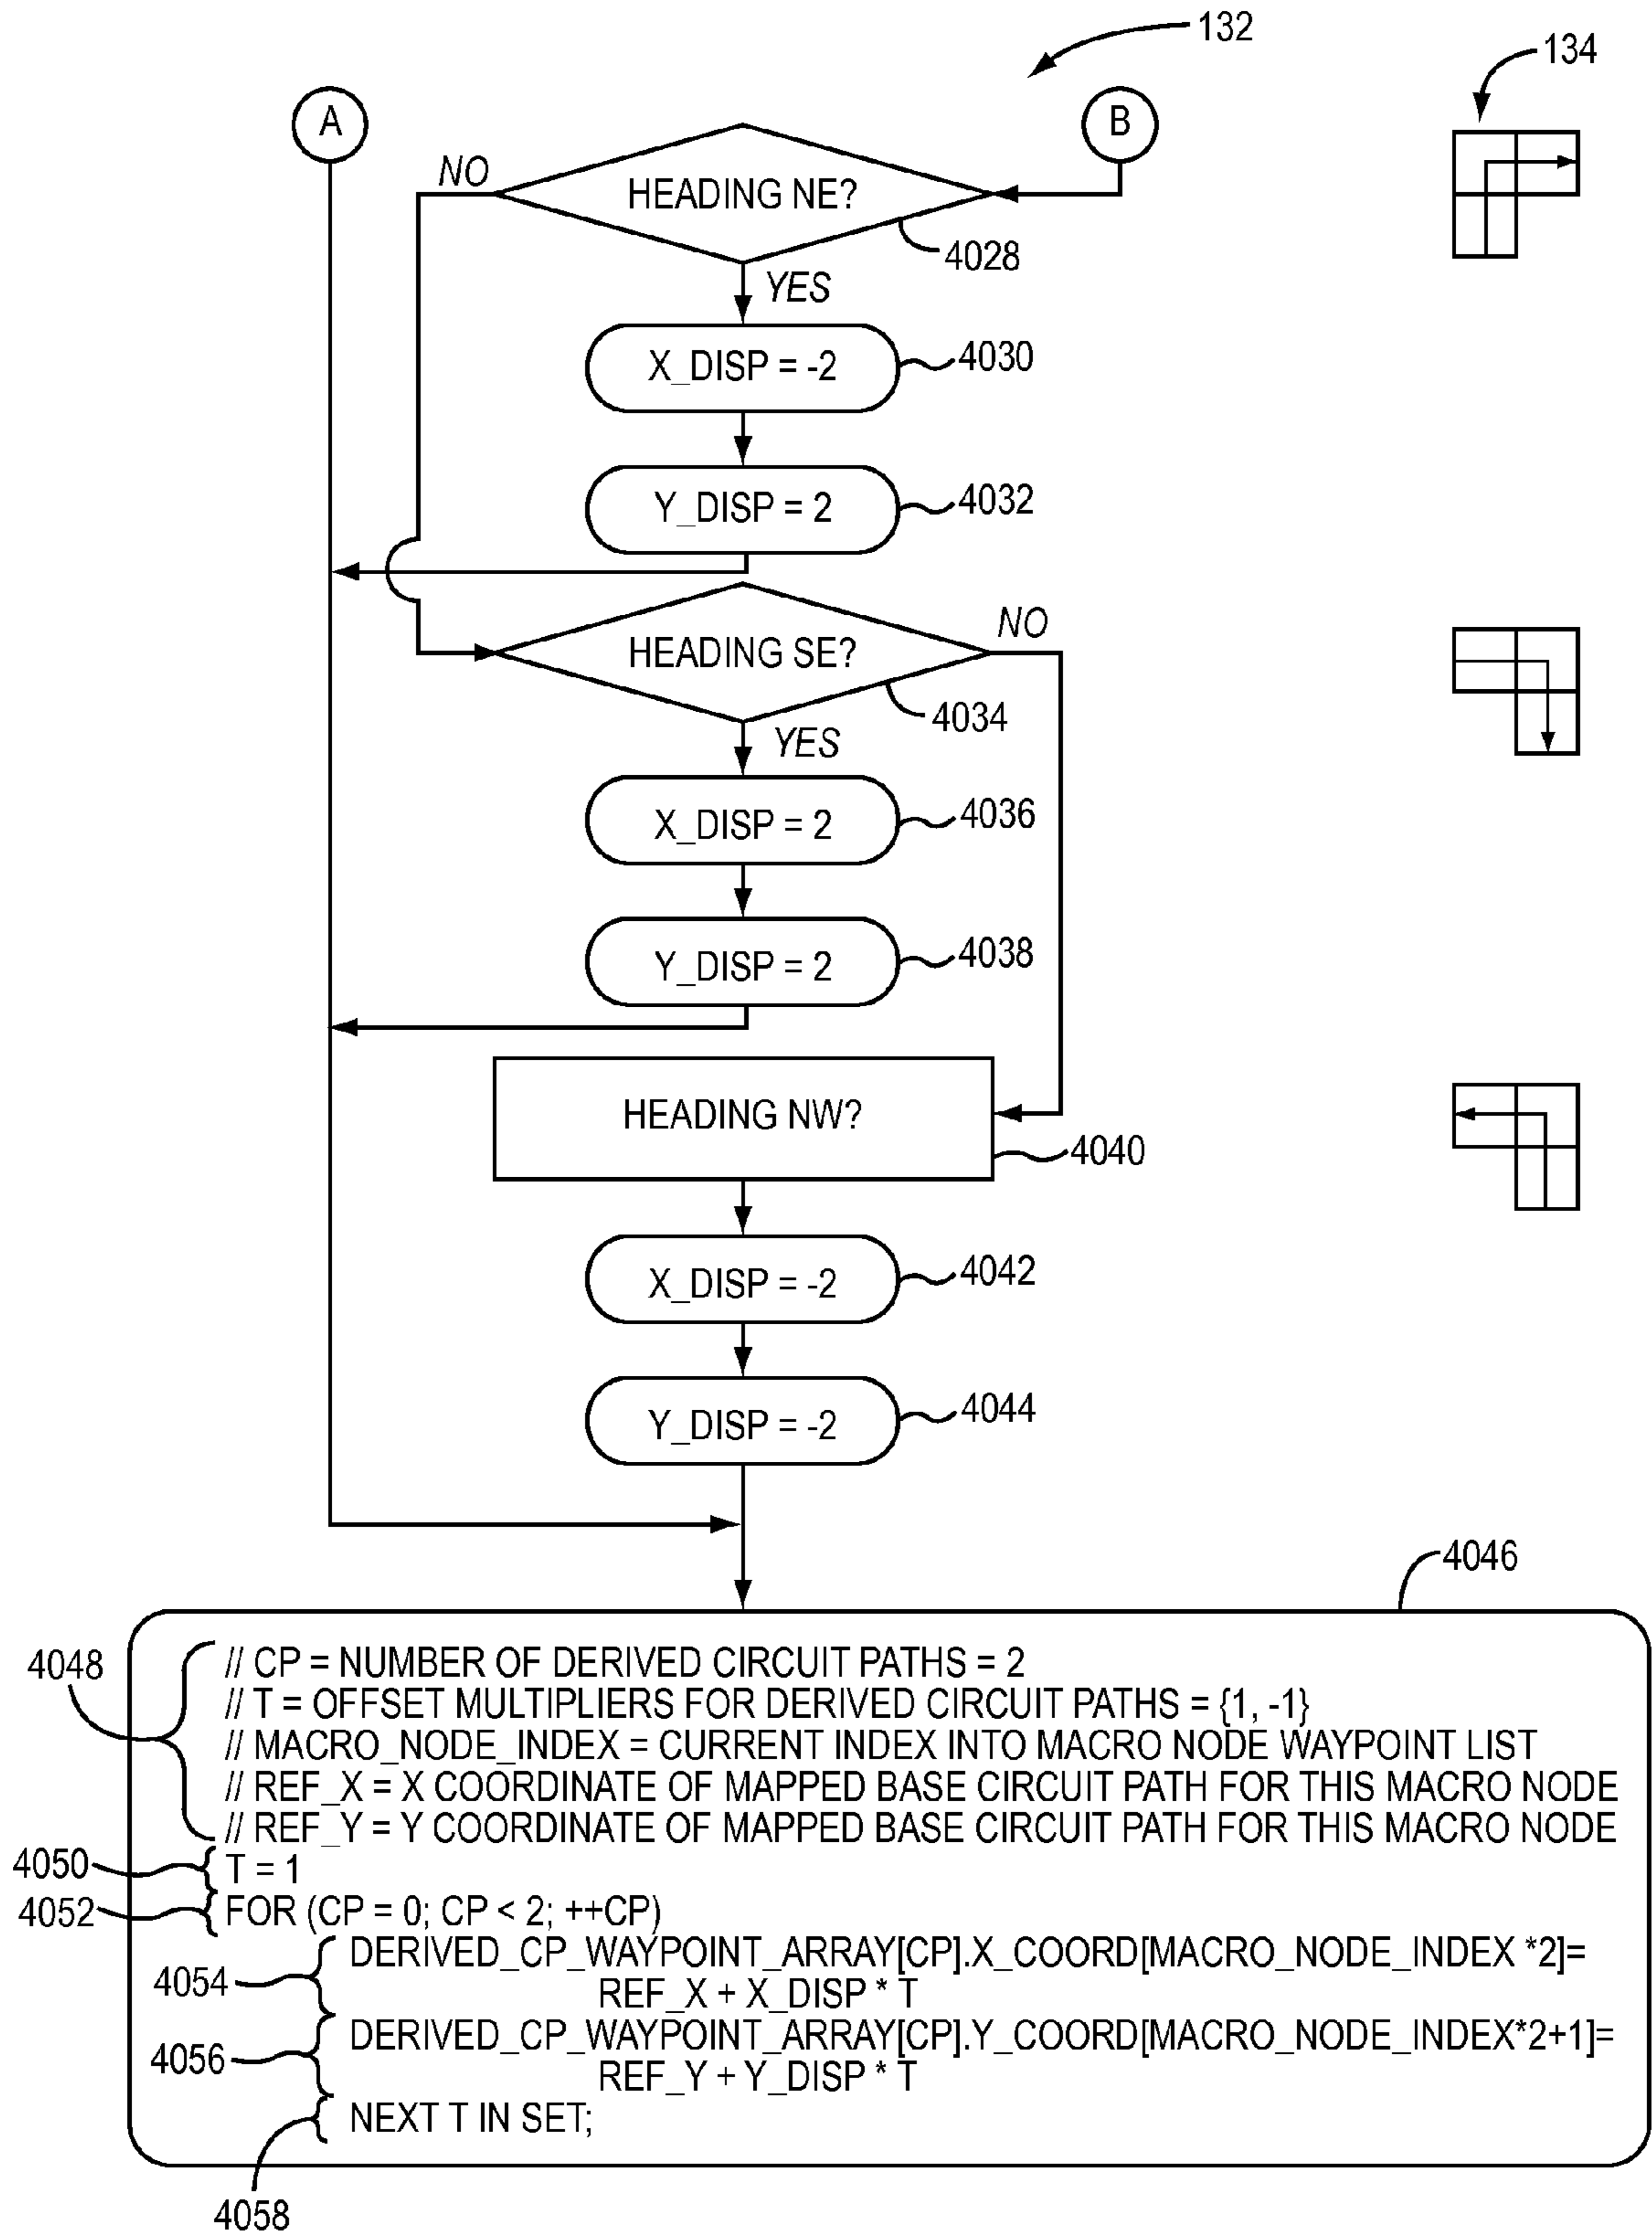 132
134
A
B
NO
HEADING NE?
4028
YES
X_DISP = -2
4030
Y_DISP = 2
4032
NO
HEADING SE?
4034
YES
X_DISP = 2
4036
Y_DISP = 2
4038
HEADING NW?
4040
X_DISP = -2
4042
Y_DISP = -2
4044
4046
4048
// CP = NUMBER OF DERIVED CIRCUIT PATHS = 2
// T = OFFSET MULTIPLIERS FOR DERIVED CIRCUIT PATHS = {1, -1}
// MACRO_NODE_INDEX = CURRENT INDEX INTO MACRO NODE WAYPOINT LIST
// REF_X = X COORDINATE OF MAPPED BASE CIRCUIT PATH FOR THIS MACRO NODE
// REF_Y = Y COORDINATE OF MAPPED BASE CIRCUIT PATH FOR THIS MACRO NODE
4050
T = 1
4052
FOR (CP = 0; CP < 2; ++CP)
4054
DERIVED_CP_WAYPOINT_ARRAY[CP].X_COORD[MACRO_NODE_INDEX *2]=
REF_X + X_DISP * T
4056
DERIVED_CP_WAYPOINT_ARRAY[CP].Y_COORD[MACRO_NODE_INDEX*2+1]=
REF_Y + Y_DISP * T
NEXT T IN SET;
4058